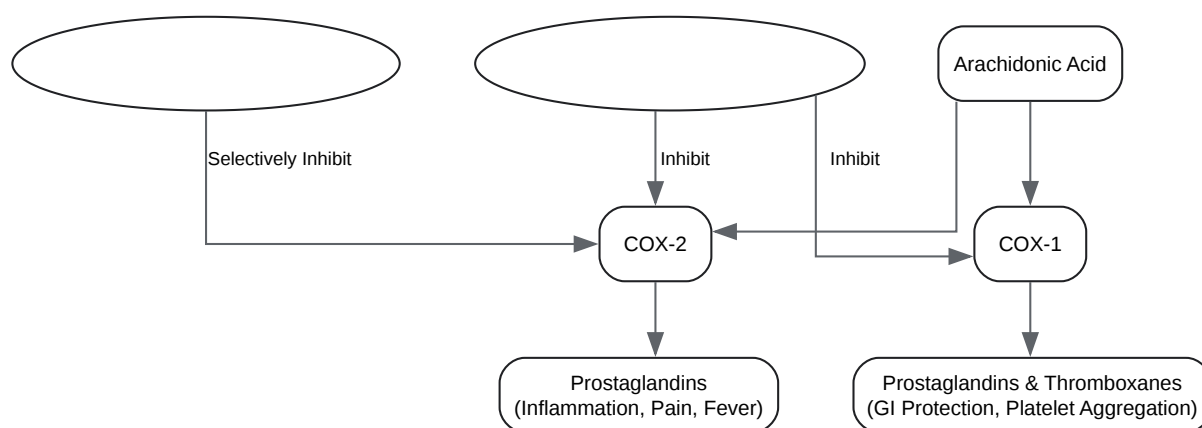 Arachidonic Acid
Selectively Inhibit
Inhibit
Inhibit
COX-2
COX-1
Prostaglandins
(Inflammation, Pain, Fever)
Prostaglandins & Thromboxanes
(GI Protection, Platelet Aggregation)